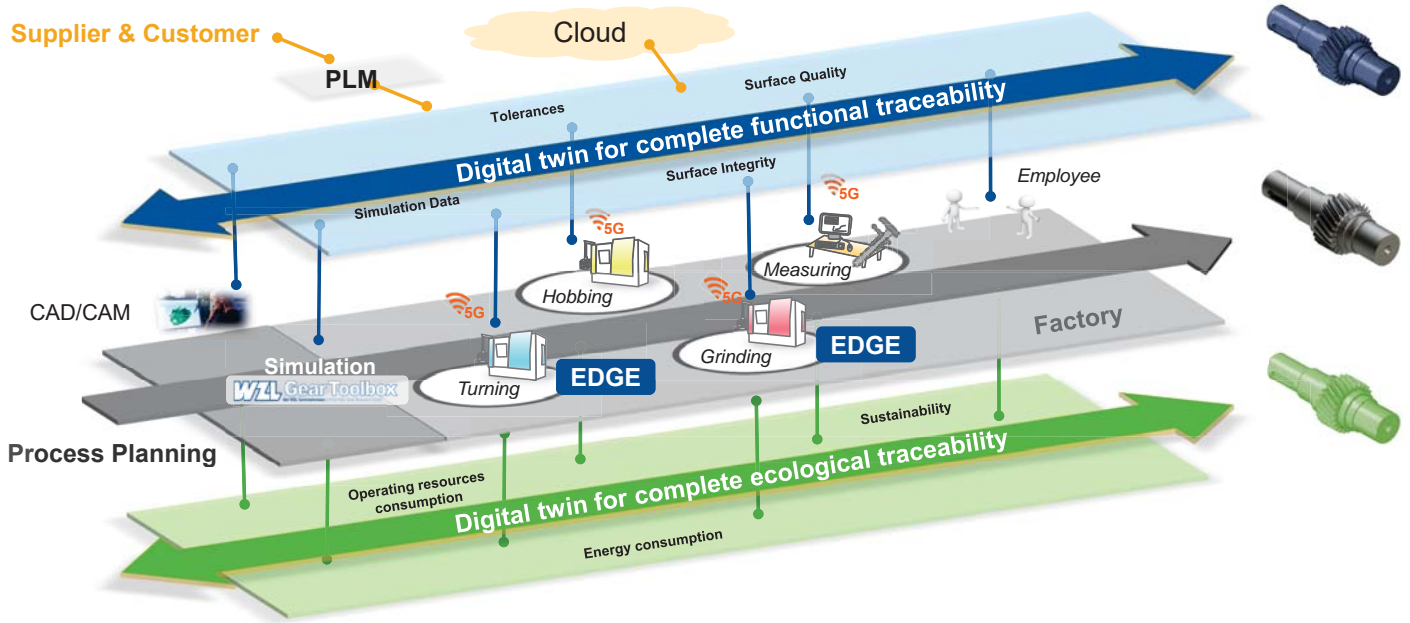 Supplier & Customer
Cloud
PLM
Surface Quality
Tolerances
Digital twin for complete functional traceability
Surface Integrity
Simulation Data
Employee
5G
5G
5G
5G
Measuring
Hobbing
CAD/CAM
Factory
Simulation
WZL Gear Toolbox
Turning
EDGE
Grinding
EDGE
Process Planning
Sustainability
Operating resources
consumption
Digital twin for complete ecological traceability
Energy consumption